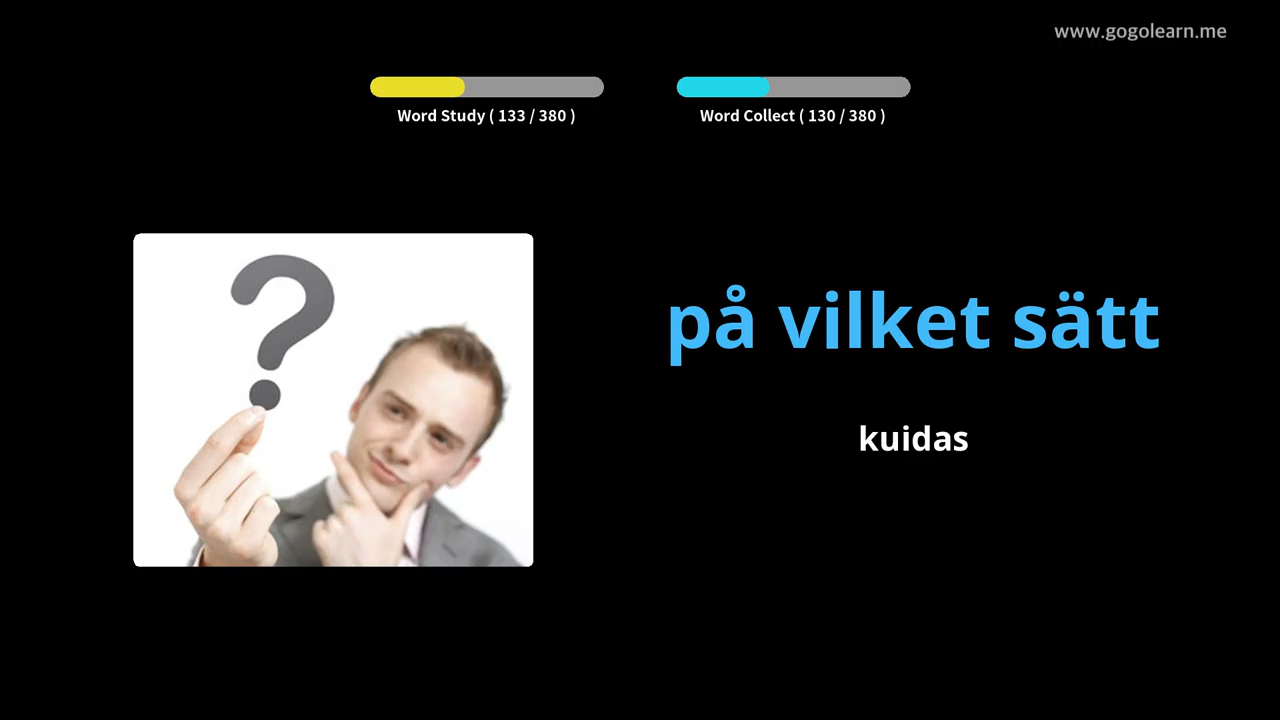 www.gogolearn.me
Word Study ( 133 / 380 )
Word Collect ( 130 / 380 )
på vilket sätt
kuidas